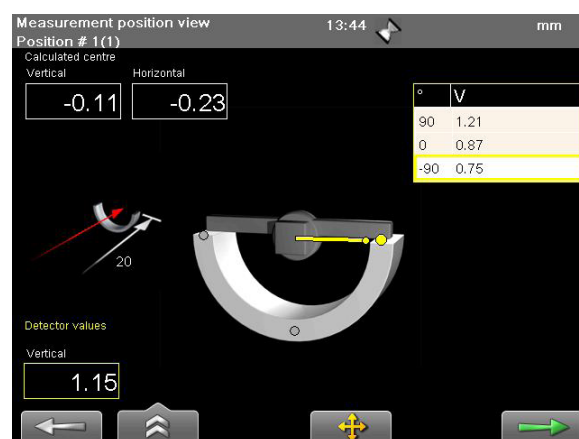 Measurement position view 13:44 mm
Position # 1(1)
Calculated centre
Vertical Horizontal
-0.11 -0.23
° V
90 1.21
0 0.87
-90 0.75
20
Detector values
Vertical
1.15